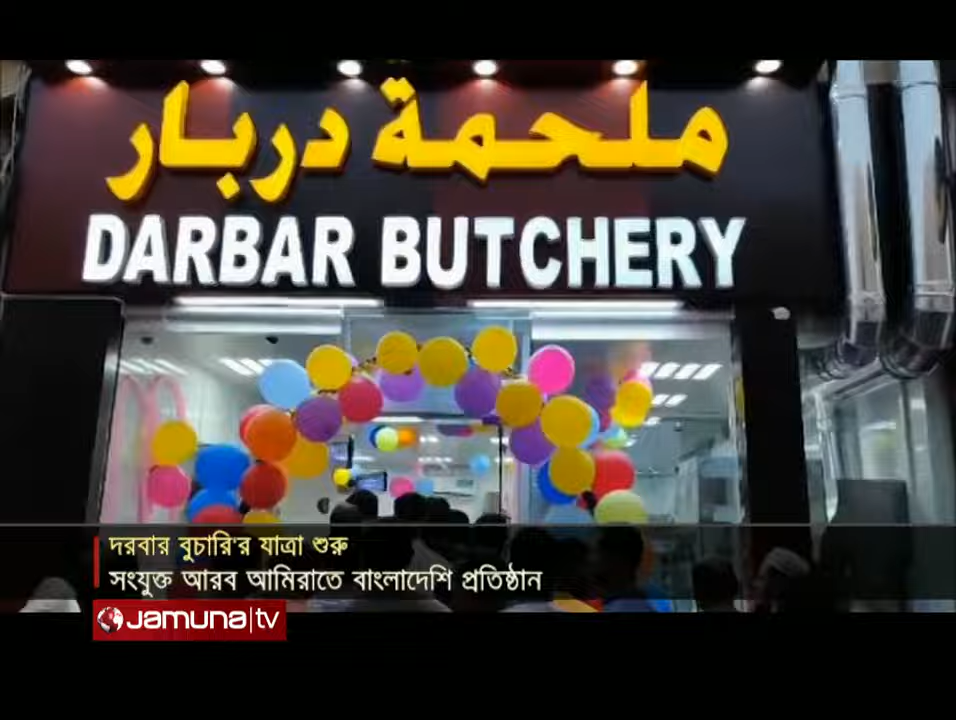 ملحمة دربار
DARBAR BUTCHERY
দরবার বুচারি'র যাত্রা শুরু
সংযুক্ত আরব আমিরাতে বাংলাদেশি প্রতিষ্ঠান
JAMUNA|tv